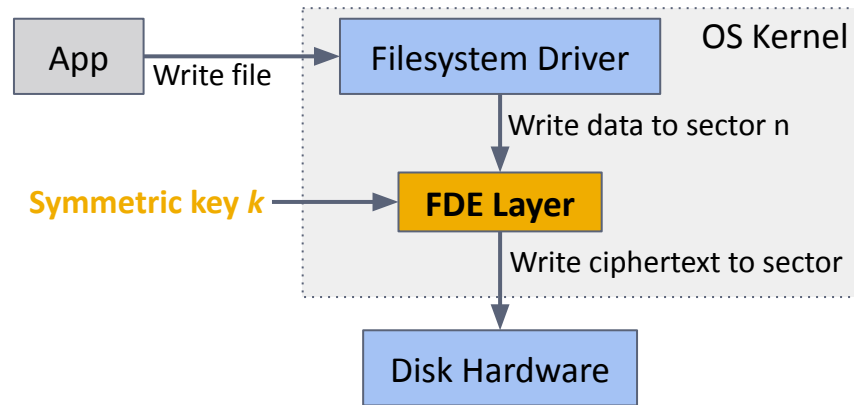 OS Kernel
App
Write file
Filesystem Driver
Write data to sector n
Symmetric key k
FDE Layer
Write ciphertext to sector
Disk Hardware